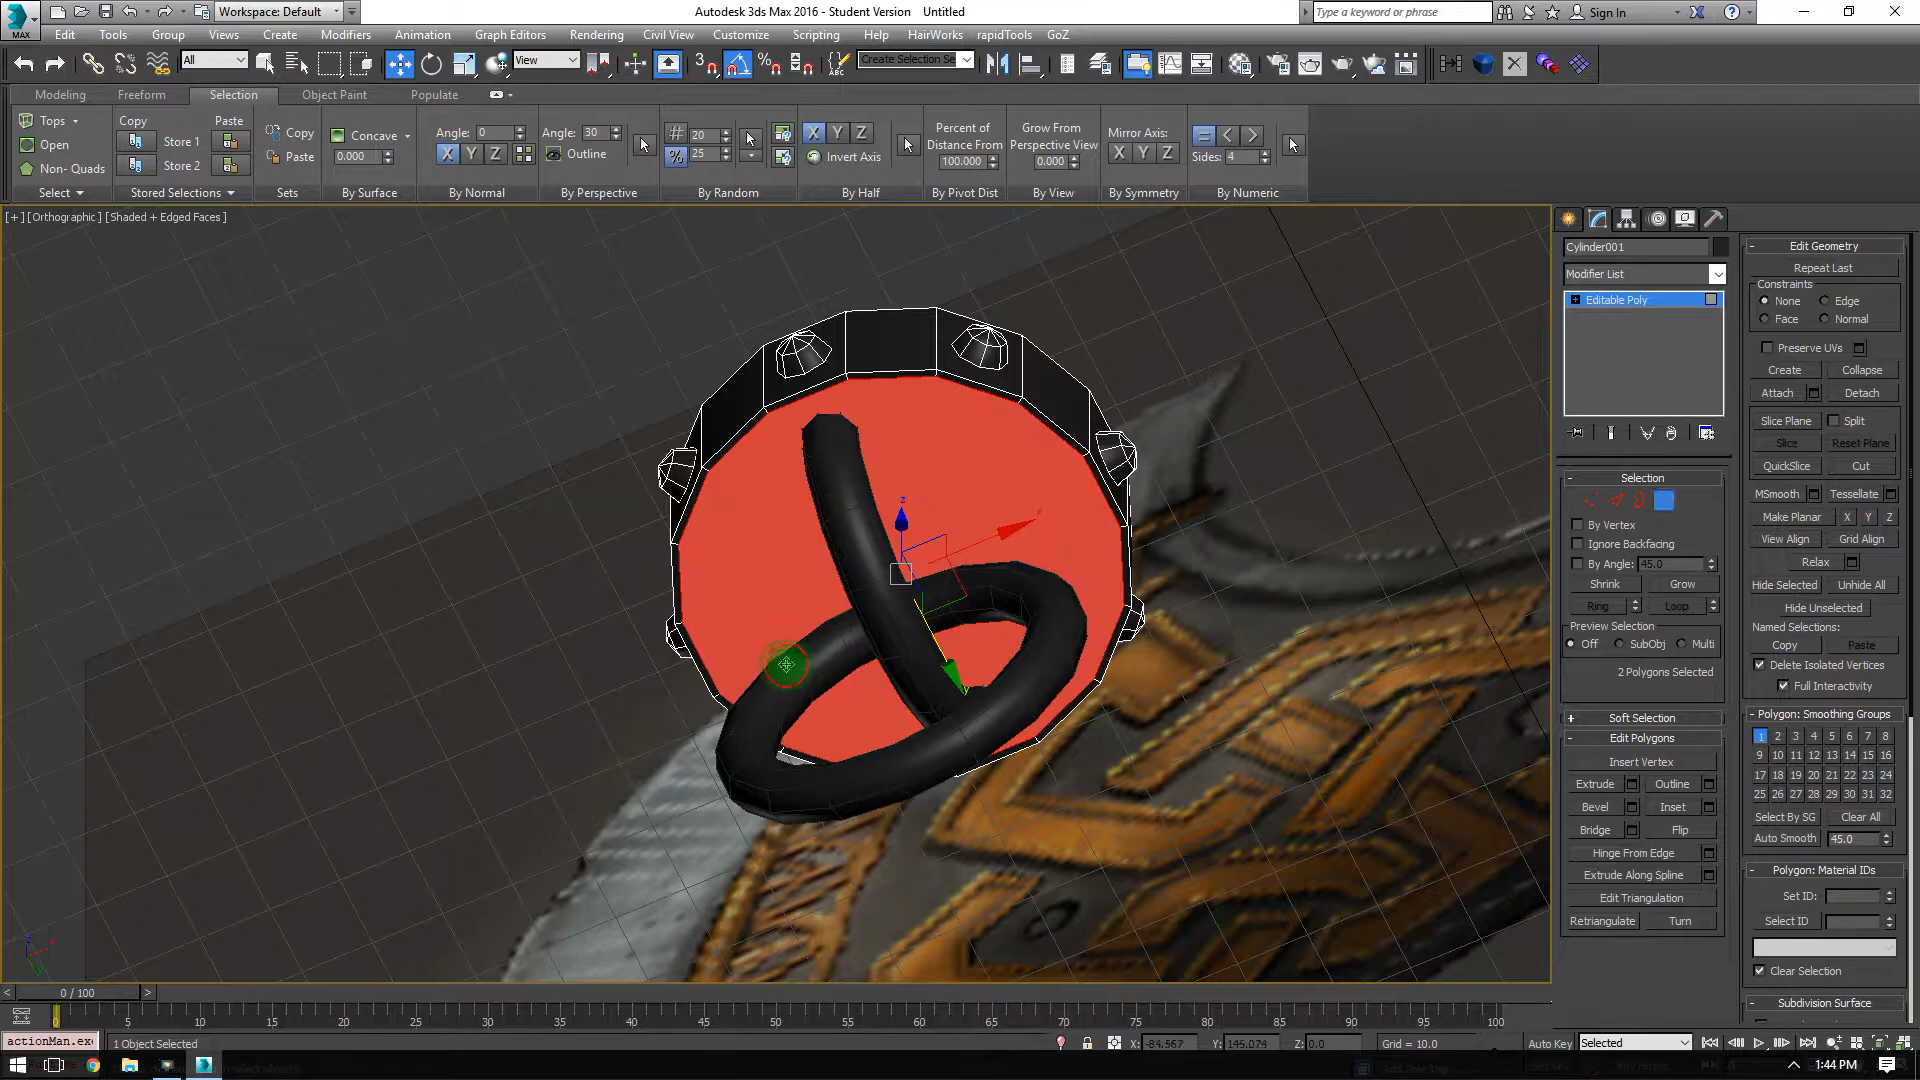 Workspace: Default
Autodesk 3ds Max 2016 - Student Version    Untitled
Type a keyword or phrase
Sign In
MAX
Edit Tools Group Views Create Modifiers Animation Graph Editors Rendering Civil View Customize Scripting Help HairWorks rapidTools GoZ
All
View
Create Selection Se
Modeling Freeform Selection Object Paint Populate
Tops Copy Paste Angle: 0 Angle: 30 20 X Y Z Percent of Grow From Mirror Axis:
Store 1 Copy Concave Distance From Perspective View
Open X Y Z Outline 25 Invert Axis 100.000 0.000 X Y Z Sides: 4
Non- Quads Store 2 Paste 0.000
Select Stored Selections Sets By Surface By Normal By Perspective By Random By Half By Pivot Dist By View By Symmetry By Numeric
[+] [Orthographic ] [Shaded + Edged Faces ]
Cylinder001
Modifier List
Editable Poly
Selection
By Vertex
Ignore Backfacing
By Angle: 45.0
Shrink Grow
Ring Loop
Preview Selection
Off SubObj Multi
2 Polygons Selected
Soft Selection
Edit Polygons
Insert Vertex
Extrude Outline
Bevel Inset
Bridge Flip
Hinge From Edge
Extrude Along Spline
Edit Triangulation
Retriangulate Turn
Edit Geometry
Repeat Last
Constraints
None Edge
Face Normal
Preserve UVs
Create Collapse
Attach Detach
Slice Plane Split
Slice Reset Plane
QuickSlice Cut
MSmooth Tessellate
Make Planar X Y Z
View Align Grid Align
Relax
Hide Selected Unhide All
Hide Unselected
Named Selections:
Copy Paste
Delete Isolated Vertices
Full Interactivity
Polygon: Smoothing Groups
1 2 3 4 5 6 7 8
9 10 11 12 13 14 15 16
17 18 19 20 21 22 23 24
25 26 27 28 29 30 31 32
Select By SG Clear All
Auto Smooth 45.0
Polygon: Material IDs
Set ID:
Select ID
Clear Selection
Subdivision Surface
z
0 / 100
0 5 10 15 20 25 30 35 40 45 50 55 60 65 70 75 80 85 90 95 100
actionMan.exe 1 Object Selected X: -84.567 Y: 145.074 Z: 0.0 Grid = 10.0 Auto Key Selected
1:44 PM